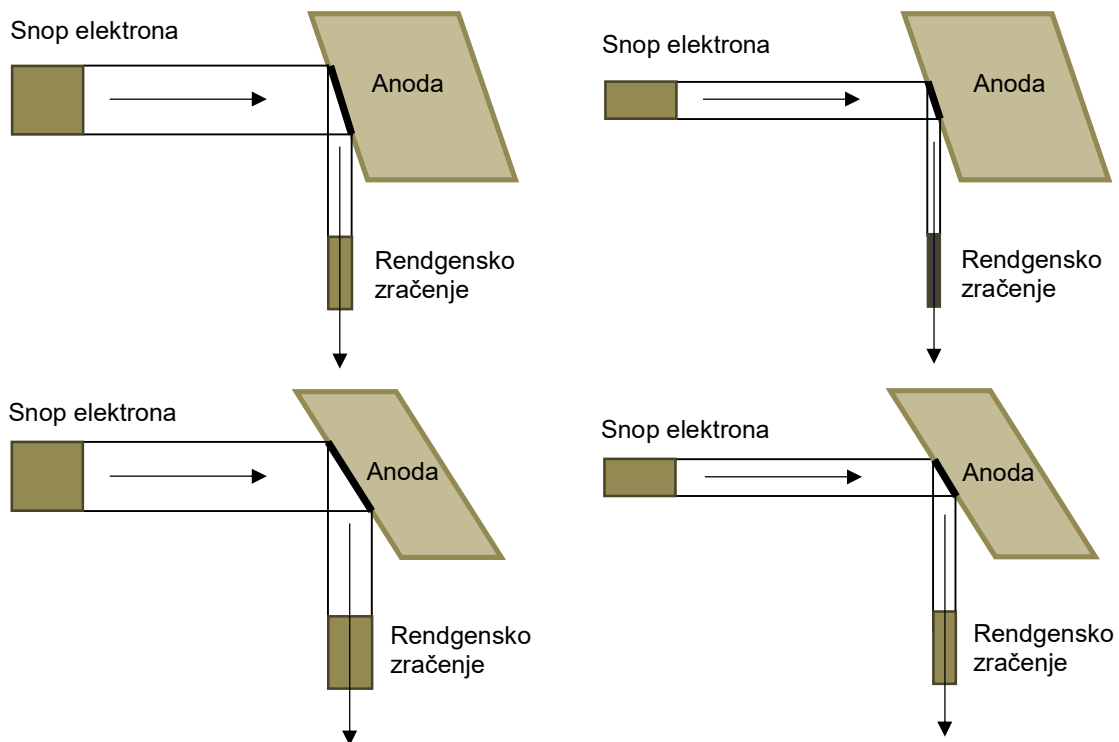 Snop elektrona
Anoda
Rendgensko
zračenje
Snop elektrona
Anoda
Rendgensko
zračenje
Snop elektrona
Anoda
Rendgensko
zračenje
Snop elektrona
Anoda
Rendgensko
zračenje